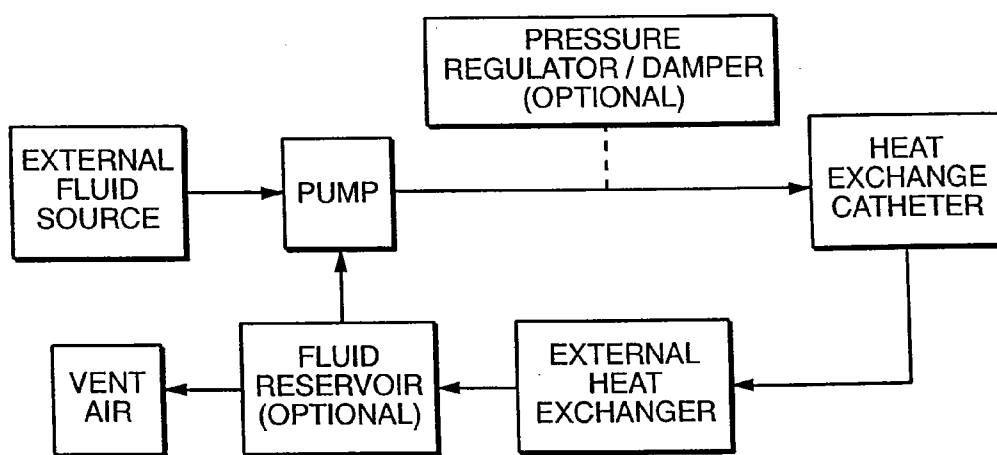 PRESSURE
REGULATOR / DAMPER
(OPTIONAL)
EXTERNAL
FLUID
SOURCE
PUMP
HEAT
EXCHANGE
CATHETER
VENT
AIR
FLUID
RESERVOIR
(OPTIONAL)
EXTERNAL
HEAT
EXCHANGER